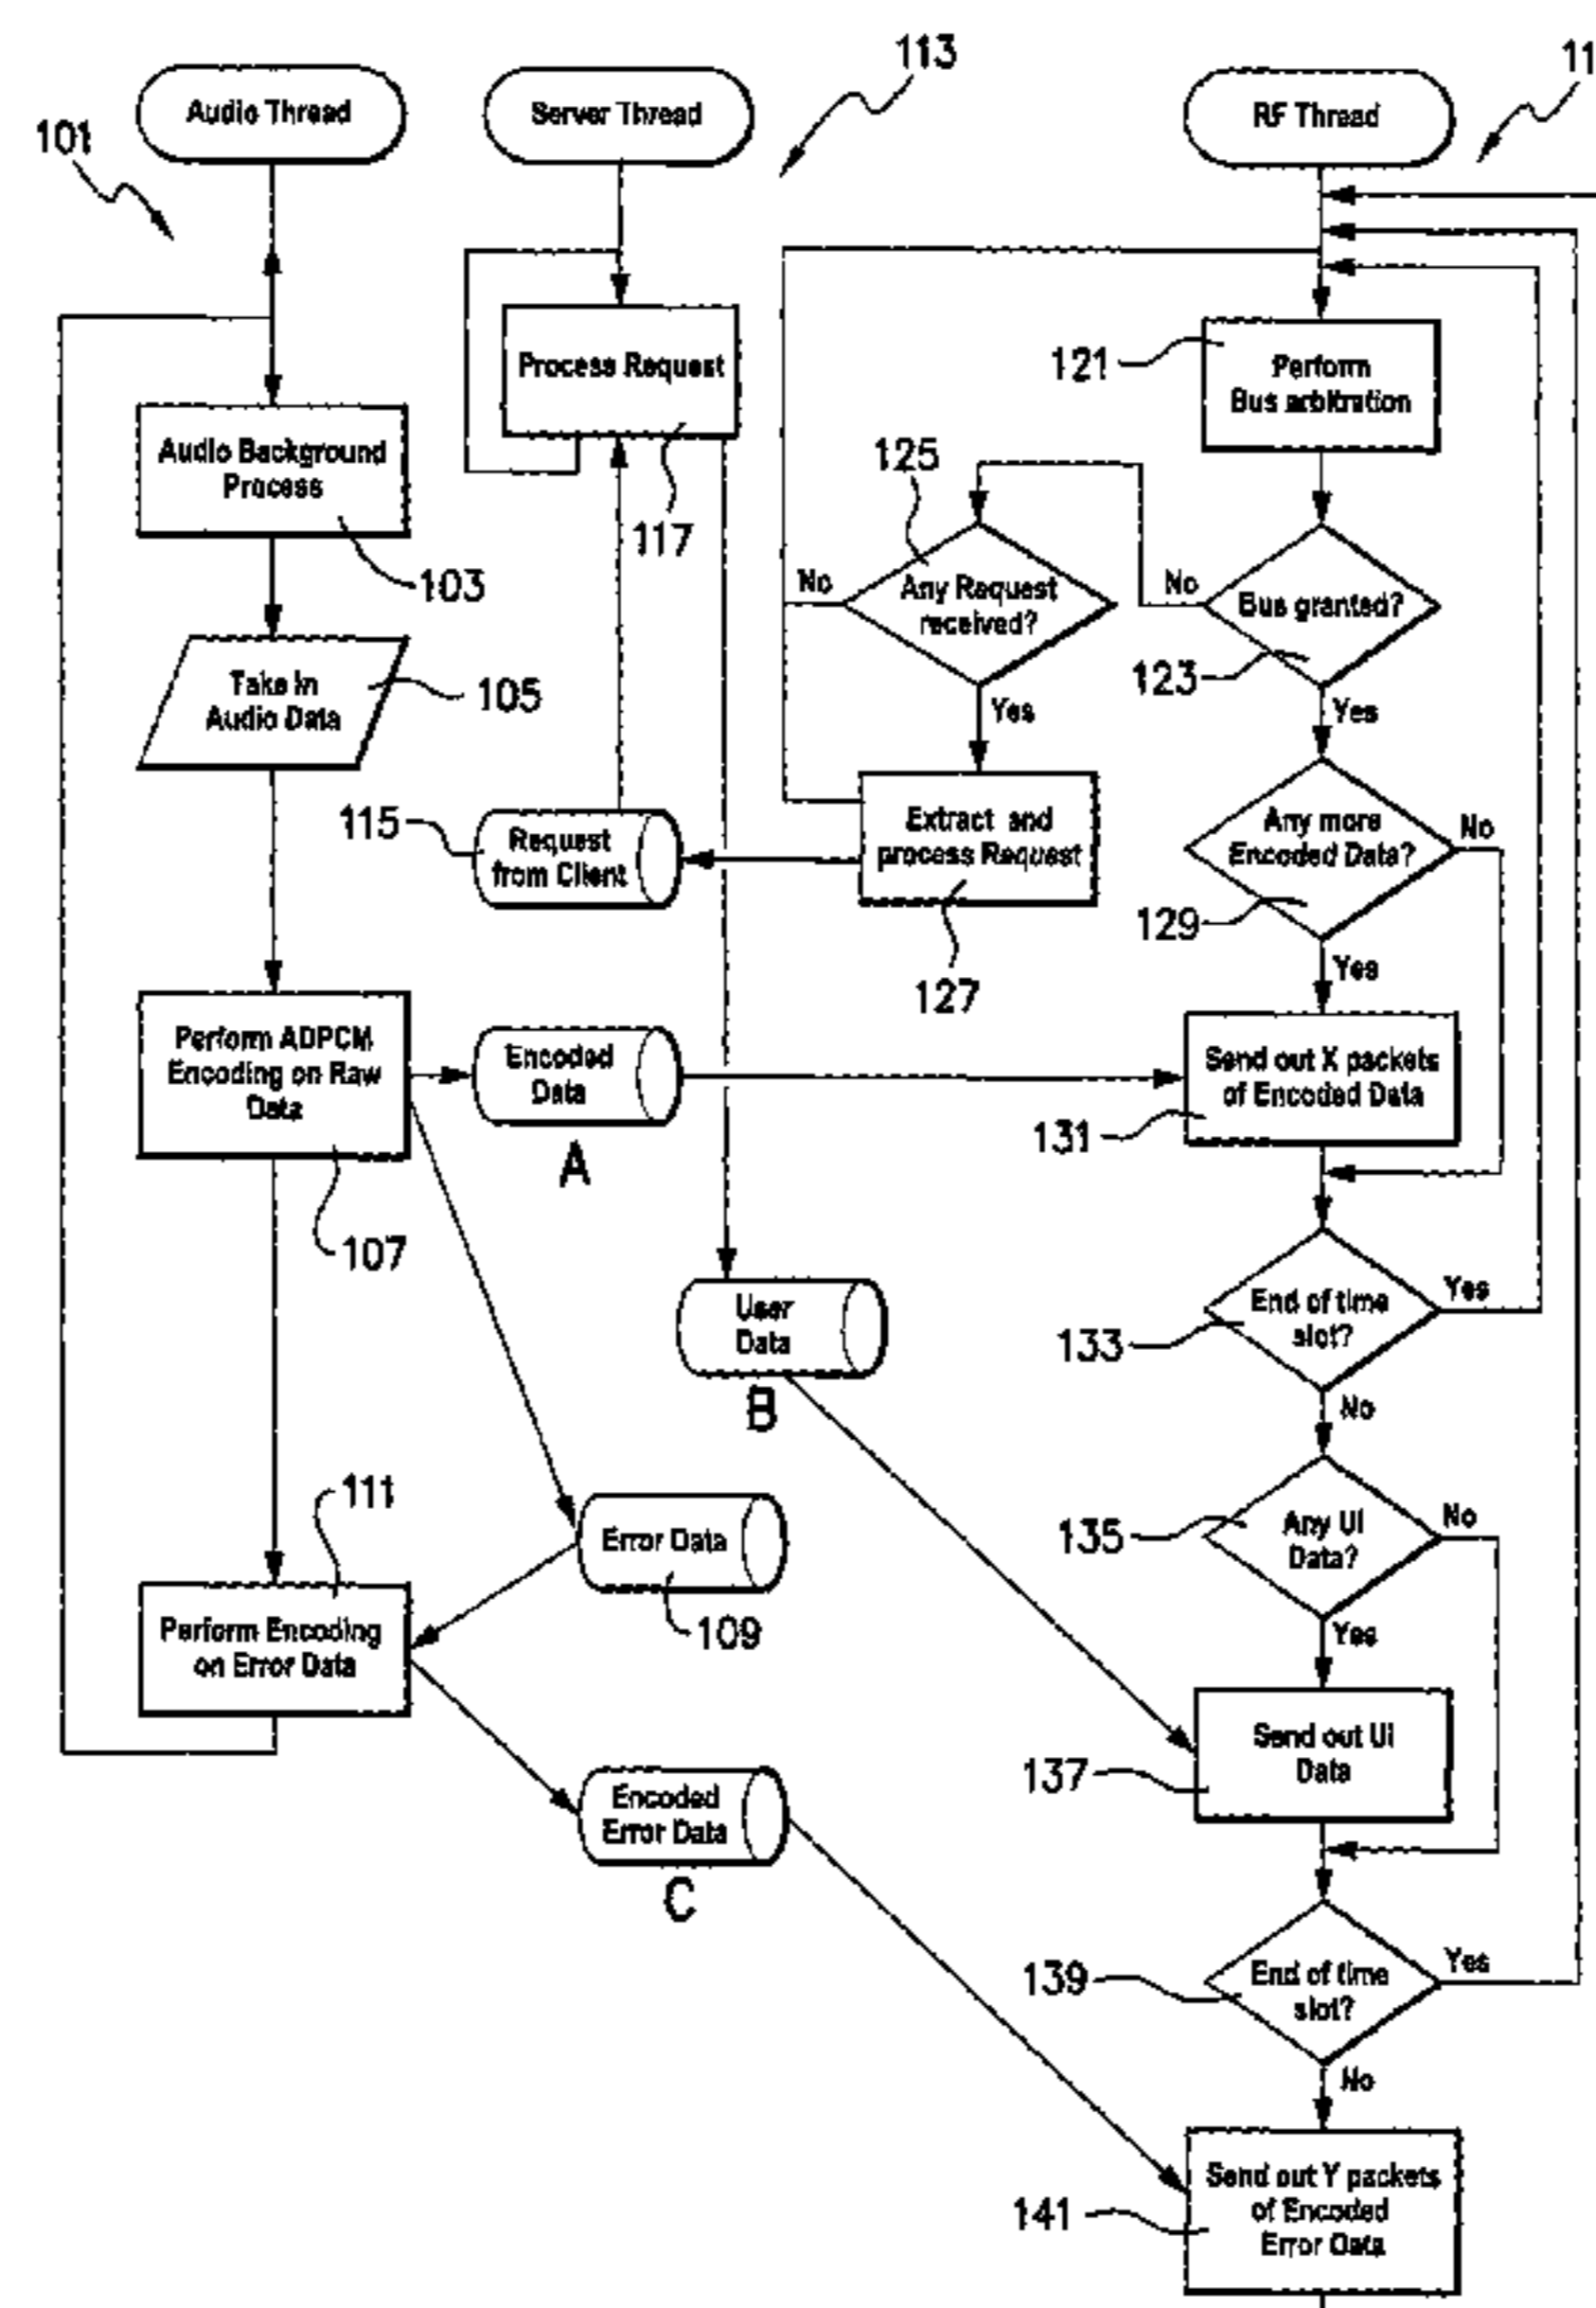 113
11
Audio Thread
Server Thread
RF Thread
101
Process Request
121
Perform
Bus arbitration
Audio Background
Process
125
117
103
No
Any Request
received?
No
Bus granted?
123
Take In
Audio Data
105
Yes
Yes
115
Request
from Client
Extract and
process Request
Any more
Encoded Data?
No
129
127
Yes
Perform ADPCM
Encoding on Raw
Data
Encoded
Data
A
Send out X packets
of Encoded Data
131
107
User
Data
B
End of time
slot?
Yes
133
No
111
Error Data
109
135
Any UI
Data?
No
Yes
Perform Encoding
on Error Data
Send out UI
Data
137
Encoded
Error Data
C
139
End of time
slot?
Yes
No
Send out Y packets
of Encoded
Error Data
141